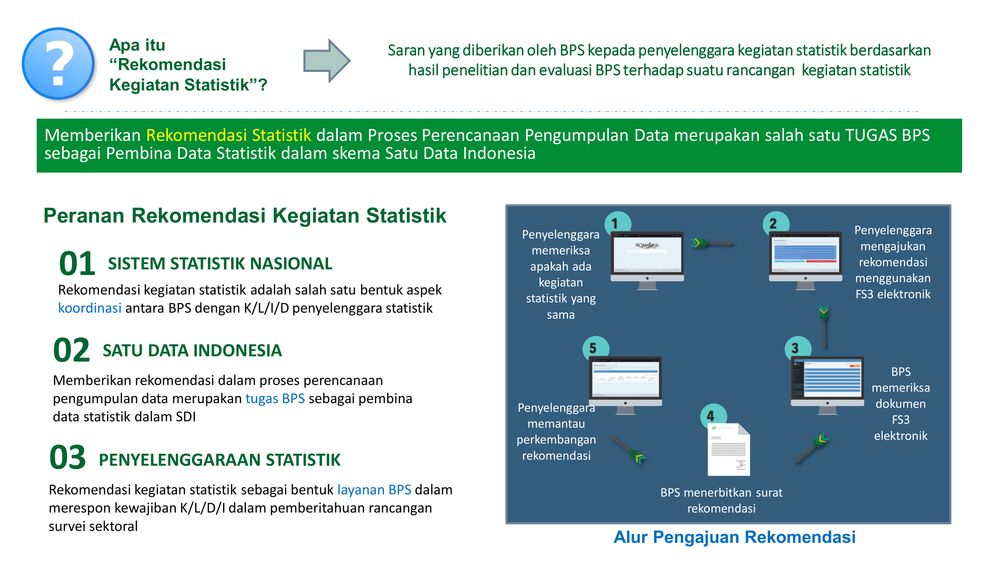 Apa itu
“Rekomendasi
Kegiatan Statistik”?
Saran yang diberikan oleh BPS kepada penyelenggara kegiatan statistik berdasarkan
hasil penelitian dan evaluasi BPS terhadap suatu rancangan kegiatan statistik
Memberikan Rekomendasi Statistik dalam Proses Perencanaan Pengumpulan Data merupakan salah satu TUGAS BPS
sebagai Pembina Data Statistik dalam skema Satu Data Indonesia
Peranan Rekomendasi Kegiatan Statistik
01 SISTEM STATISTIK NASIONAL
Rekomendasi kegiatan statistik adalah salah satu bentuk aspek
koordinasi antara BPS dengan K/L/I/D penyelenggara statistik
02 SATU DATA INDONESIA
Memberikan rekomendasi dalam proses perencanaan
pengumpulan data merupakan tugas BPS sebagai pembina
data statistik dalam SDI
03 PENYELENGGARAAN STATISTIK
Rekomendasi kegiatan statistik sebagai bentuk layanan BPS dalam
merespon kewajiban K/L/D/I dalam pemberitahuan rancangan
survei sektoral
1
ROMANTIK
Penyelenggara
memeriksa
apakah ada
kegiatan
statistik yang
sama
2
Penyelenggara
mengajukan
rekomendasi
menggunakan
FS3 elektronik
3
BPS
memeriksa
dokumen
FS3
elektronik
4
BPS menerbitkan surat
rekomendasi
5
Penyelenggara
memantau
perkembangan
rekomendasi
Alur Pengajuan Rekomendasi